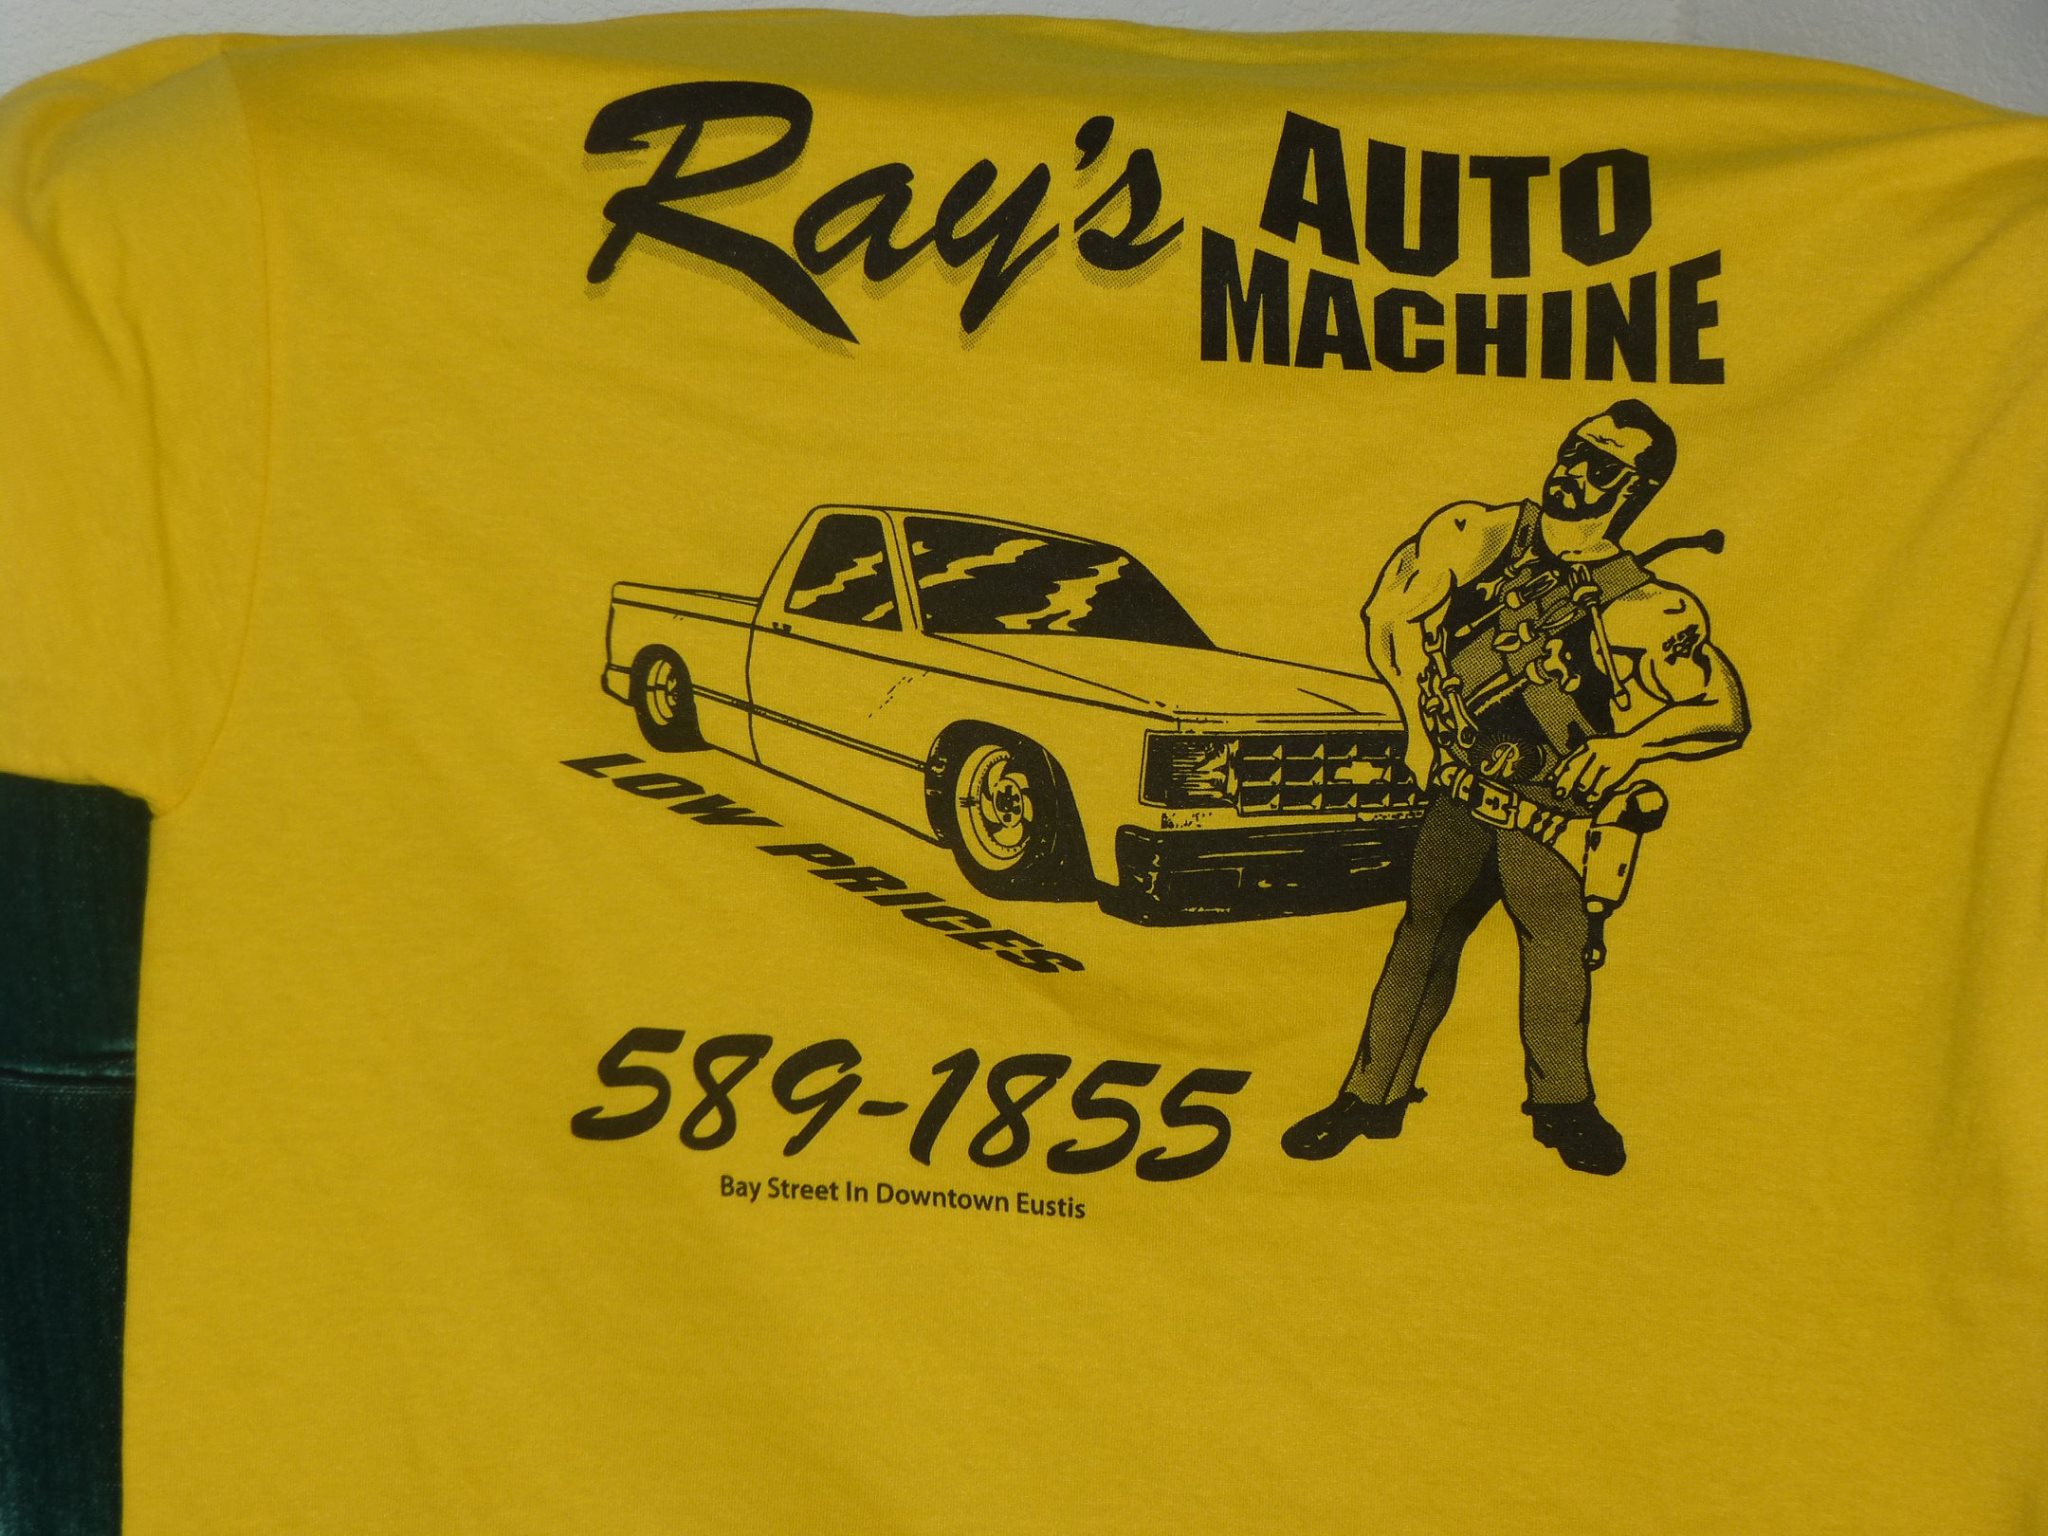 Ray's AUTO
MACHINE
R
LOW PRICES
589-1855
Bay Street In Downtown Eustis